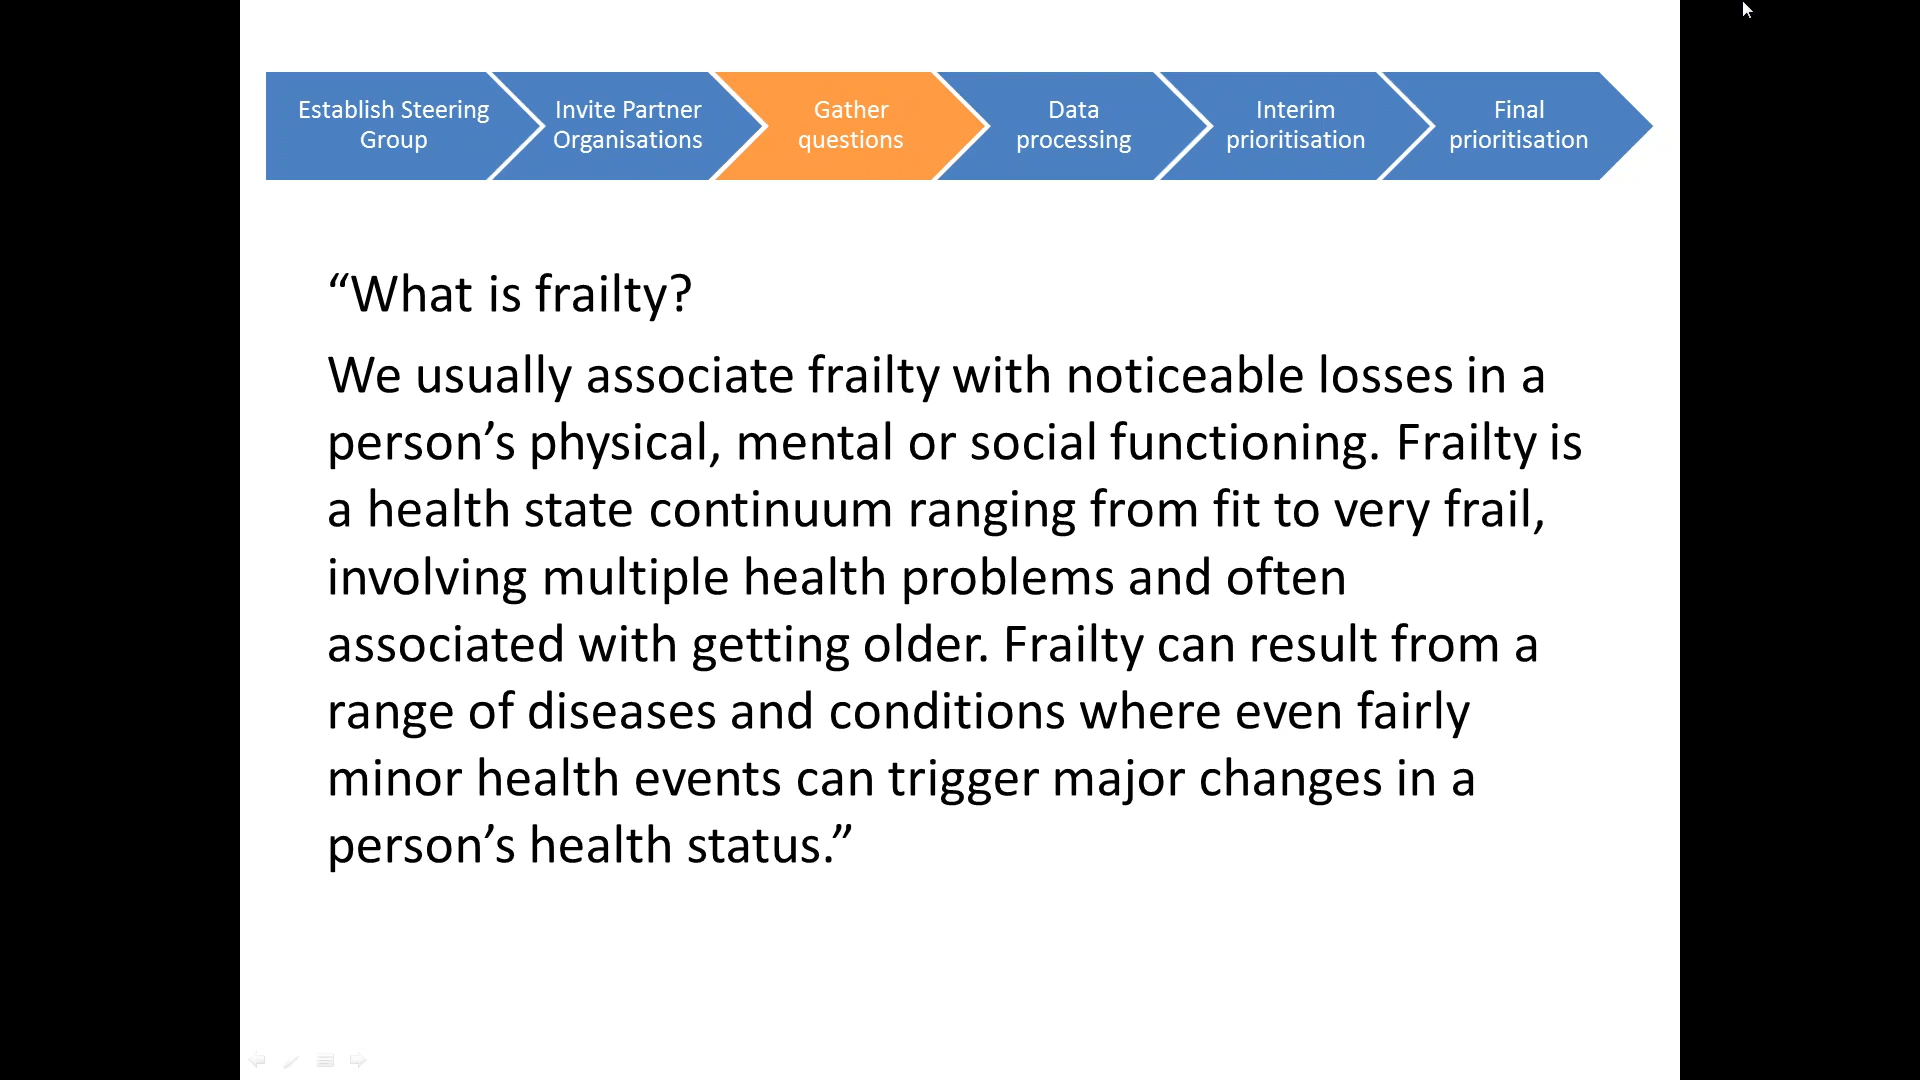 Establish Steering
Group
Invite Partner
Organisations
Gather
questions
Data
processing
Interim
prioritisation
Final
prioritisation
“What is frailty?
We usually associate frailty with noticeable losses in a
person’s physical, mental or social functioning. Frailty is
a health state continuum ranging from fit to very frail,
involving multiple health problems and often
associated with getting older. Frailty can result from a
range of diseases and conditions where even fairly
minor health events can trigger major changes in a
person’s health status.”